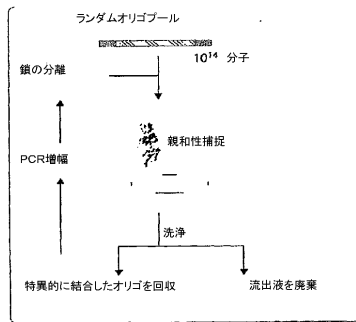 ランダムオリゴプール
10¹⁴ 分子
鎖の分離
親和性捕捉
PCR増幅
洗浄
特異的に結合したオリゴを回収
流出液を廃棄